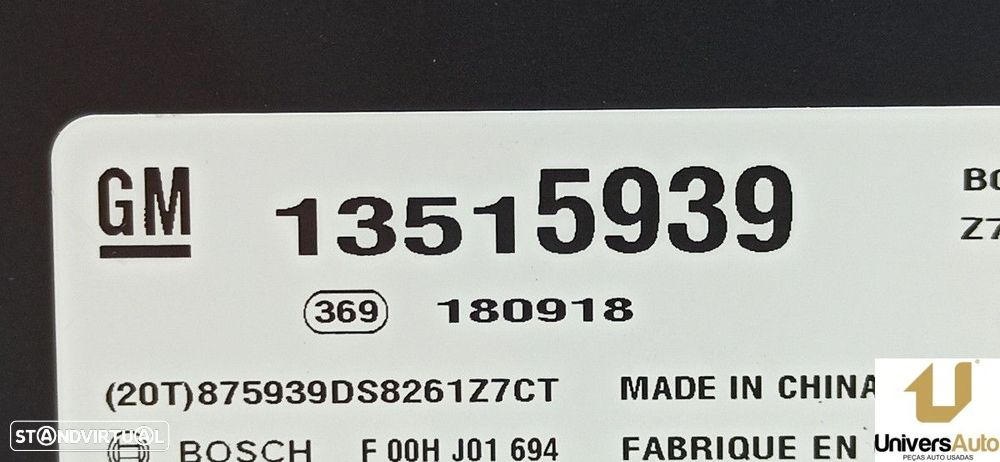 GM 13515939
369 180918
(20T)875939DS8261Z7CT MADE IN CHINA
BOSCH F 00H J01 694 FABRIQUE EN
STANDVIRTUAL
UniversAuto
PEÇAS AUTO USADAS